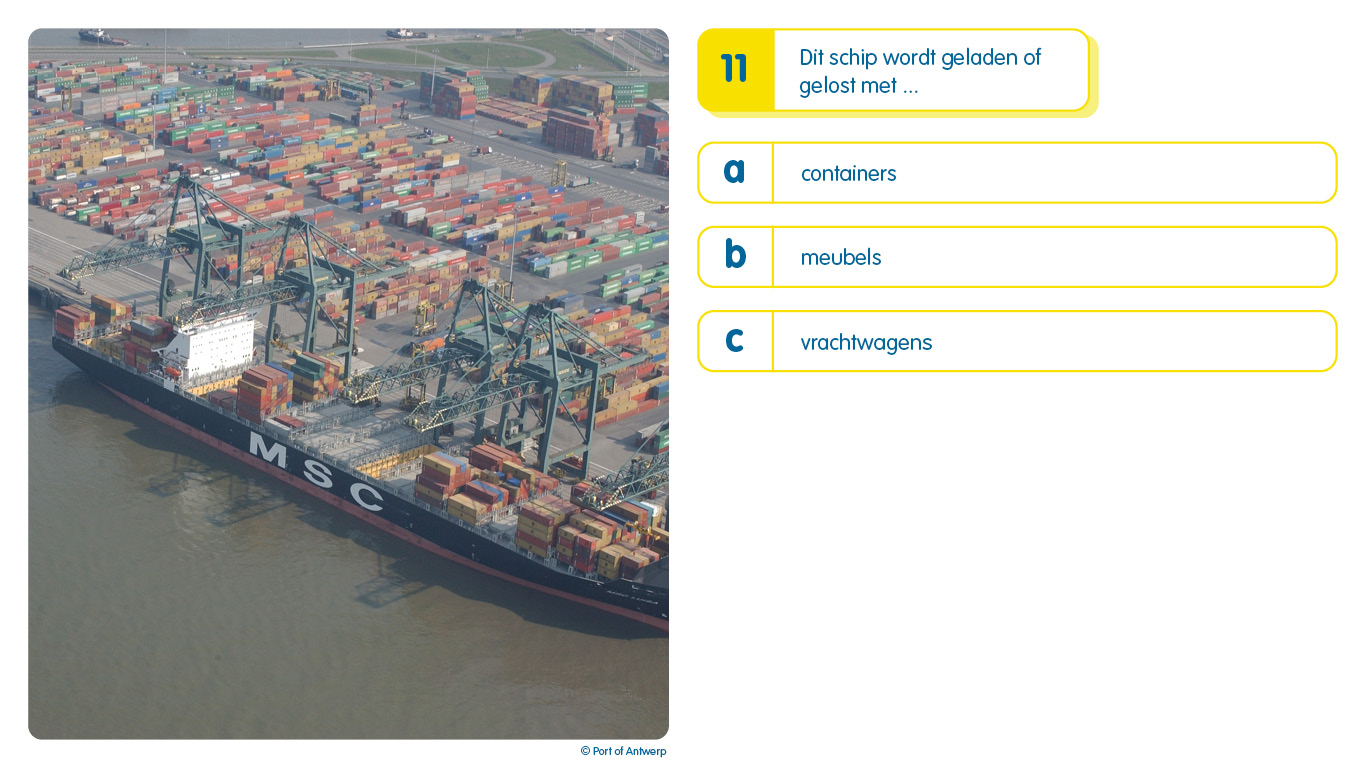 11
Dit schip wordt geladen of
gelost met ...
a
containers
b
meubels
c
vrachtwagens
MSC
© Port of Antwerp